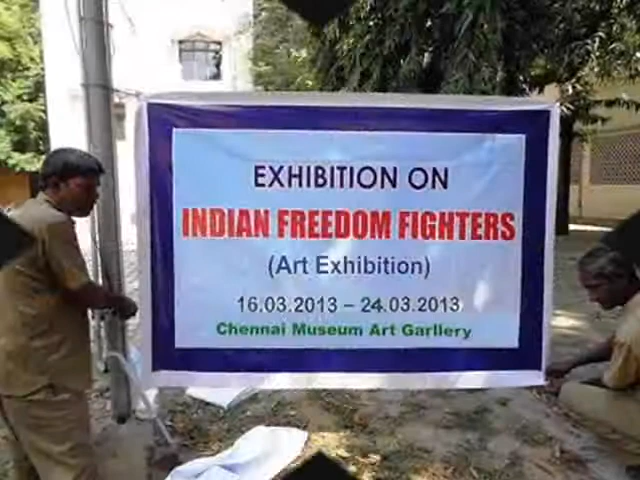 EXHIBITION ON
INDIAN FREEDOM FIGHTERS
(Art Exhibition)
16.03.2013 – 24.03.2013
Chennai Museum Art Garllery